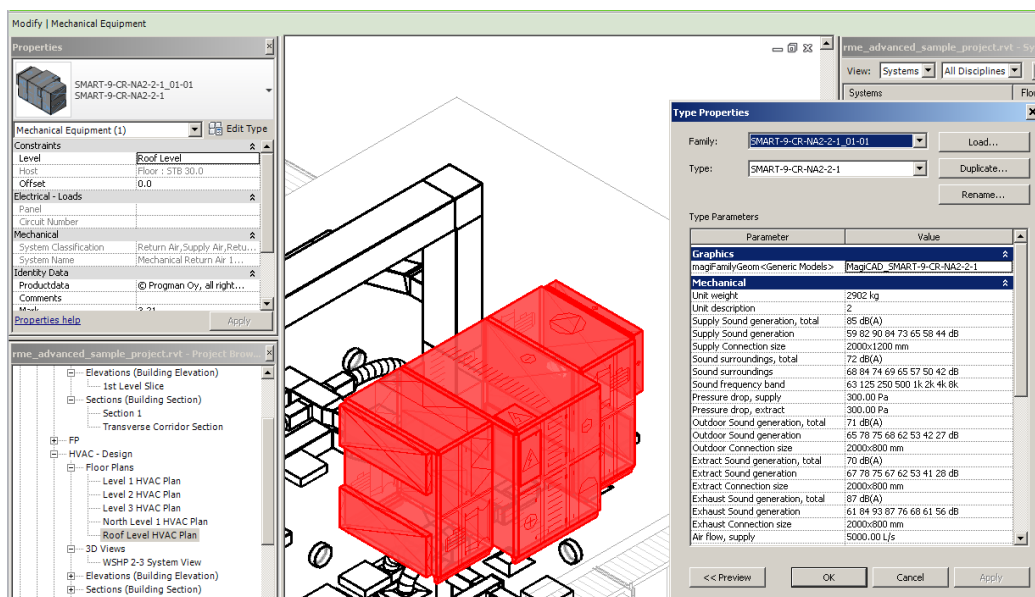 Modify | Mechanical Equipment
Properties
SMART-9-CR-NA2-2-1_01-01
SMART-9-CR-NA2-2-1
Mechanical Equipment (1)
Edit Type
Constraints
Level Roof Level
Host Floor : STB 30.0
Offset 0.0
Electrical - Loads
Panel
Circuit Number
Mechanical
System Classification Return Air,Supply Air,Retu...
System Name Mechanical Return Air 1...
Identity Data
Productdata © Progman Oy, all right...
Comments
Mark 3.21
Properties help
Apply
rme_advanced_sample_project.rvt - Project Brow...
Elevations (Building Elevation)
1st Level Slice
Sections (Building Section)
Section 1
Transverse Corridor Section
FP
HVAC - Design
Floor Plans
Level 1 HVAC Plan
Level 2 HVAC Plan
Level 3 HVAC Plan
North Level 1 HVAC Plan
Roof Level HVAC Plan
3D Views
WSHP 2-3 System View
Elevations (Building Elevation)
Sections (Building Section)
rme_advanced_sample_project.rvt - Sy
View: Systems All Disciplines
Systems Flo
Type Properties
Family: SMART-9-CR-NA2-2-1_01-01 Load...
Type: SMART-9-CR-NA2-2-1 Duplicate...
Rename...
Type Parameters
Parameter Value
Graphics
magiFamilyGeom<Generic Models> MagiCAD_SMART-9-CR-NA2-2-1
Mechanical
Unit weight 2902 kg
Unit description 2
Supply Sound generation, total 85 dB(A)
Supply Sound generation 59 82 90 84 73 65 58 44 dB
Supply Connection size 2000x1200 mm
Sound surroundings, total 72 dB(A)
Sound surroundings 68 84 74 69 65 57 50 42 dB
Sound frequency band 63 125 250 500 1k 2k 4k 8k
Pressure drop, supply 300.00 Pa
Pressure drop, extract 300.00 Pa
Outdoor Sound generation, total 71 dB(A)
Outdoor Sound generation 65 78 75 68 62 53 42 27 dB
Outdoor Connection size 2000x800 mm
Extract Sound generation, total 70 dB(A)
Extract Sound generation 67 78 75 67 62 53 41 28 dB
Extract Connection size 2000x800 mm
Exhaust Sound generation, total 87 dB(A)
Exhaust Sound generation 61 84 93 87 76 68 61 56 dB
Exhaust Connection size 2000x800 mm
Air flow, supply 5000.00 L/s
<< Preview OK Cancel Apply